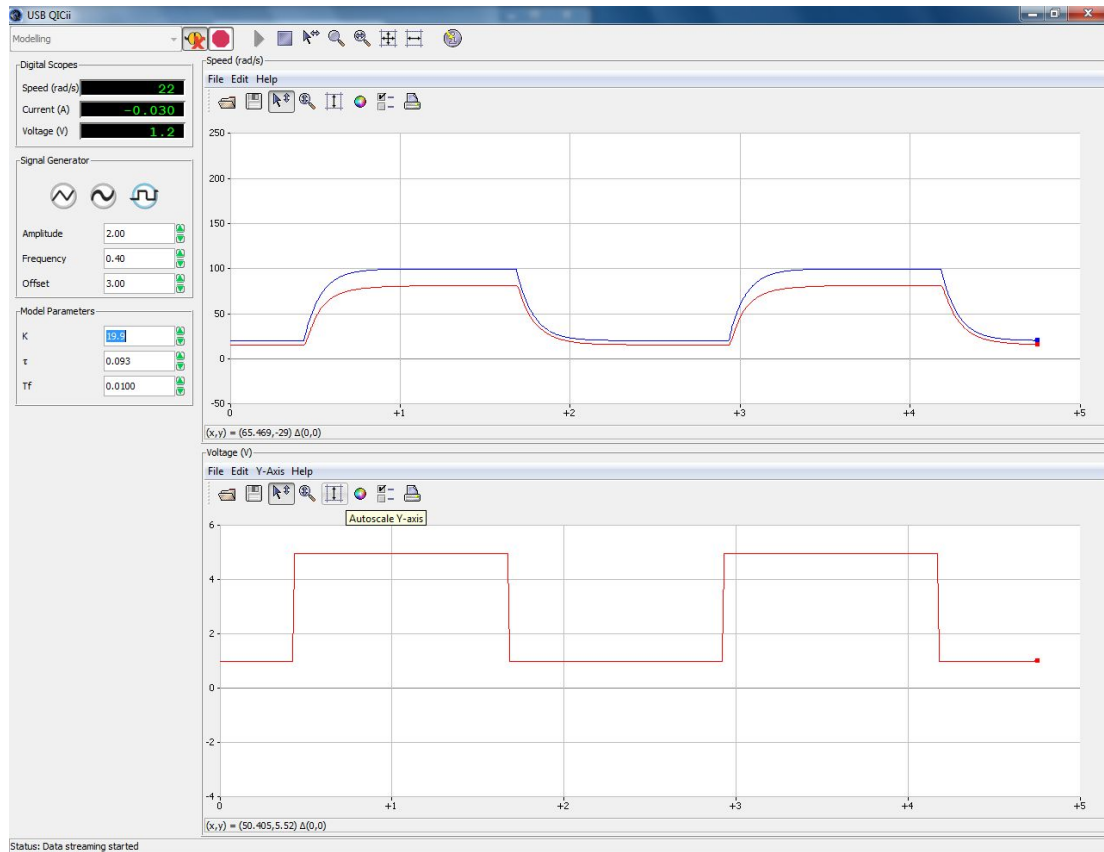 USB QICii
Modelling
Digital Scopes
Speed (rad/s) 22
Current (A) -0.030
Voltage (V) 1.2
Signal Generator
Amplitude 2.00
Frequency 0.40
Offset 3.00
Model Parameters
K 19.9
τ 0.093
Tf 0.0100
Speed (rad/s)
File Edit Help
250
200
150
100
50
0
-50
0 +1 +2 +3 +4 +5
(x,y) = (65.469,-29) Δ(0,0)
Voltage (V)
File Edit Y-Axis Help
Autoscale Y-axis
6
4
2
0
-2
-4
0 +1 +2 +3 +4 +5
(x,y) = (50.405,5.52) Δ(0,0)
Status: Data streaming started